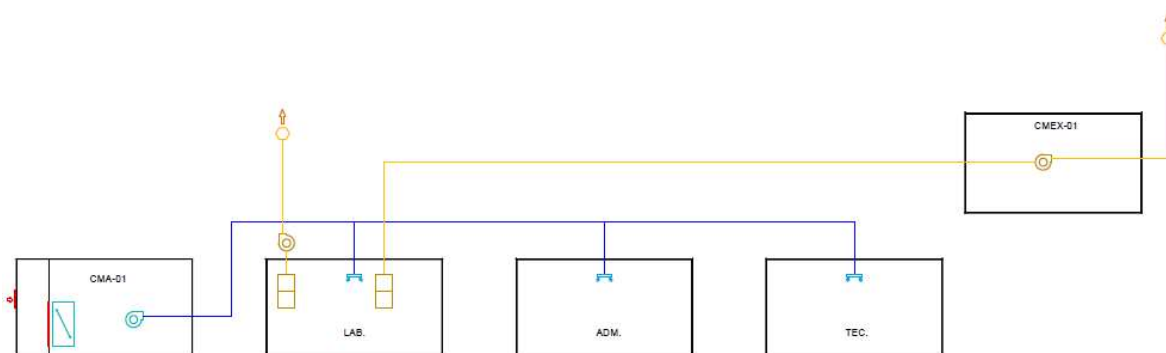 CMEX-01
CMA-01
LAB.
ADM.
TEC.